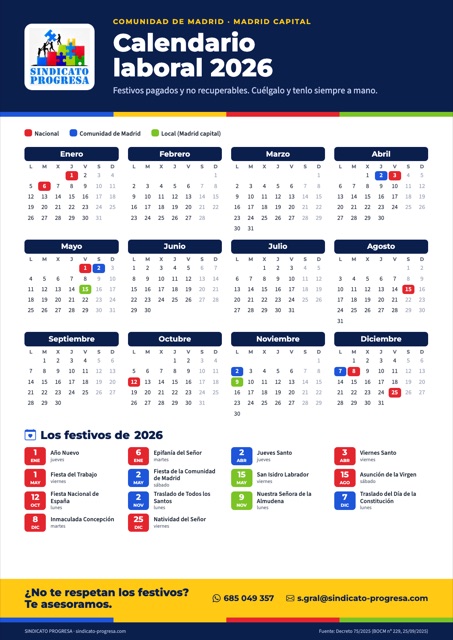 SINDICATO
PROGRESA
COMUNIDAD DE MADRID · MADRID CAPITAL
Calendario
laboral 2026
Festivos pagados y no recuperables. Cuélgalo y tenlo siempre a mano.
Nacional
Comunidad de Madrid
Local (Madrid capital)
Enero
L M X J V S D
1 2 3 4
5 6 7 8 9 10 11
12 13 14 15 16 17 18
19 20 21 22 23 24 25
26 27 28 29 30 31
Febrero
L M X J V S D
1
2 3 4 5 6 7 8
9 10 11 12 13 14 15
16 17 18 19 20 21 22
23 24 25 26 27 28
Marzo
L M X J V S D
1
2 3 4 5 6 7 8
9 10 11 12 13 14 15
16 17 18 19 20 21 22
23 24 25 26 27 28 29
30 31
Abril
L M X J V S D
1 2 3 4 5
6 7 8 9 10 11 12
13 14 15 16 17 18 19
20 21 22 23 24 25 26
27 28 29 30
Mayo
L M X J V S D
1 2 3
4 5 6 7 8 9 10
11 12 13 14 15 16 17
18 19 20 21 22 23 24
25 26 27 28 29 30 31
Junio
L M X J V S D
1 2 3 4 5 6 7
8 9 10 11 12 13 14
15 16 17 18 19 20 21
22 23 24 25 26 27 28
29 30
Julio
L M X J V S D
1 2 3 4 5
6 7 8 9 10 11 12
13 14 15 16 17 18 19
20 21 22 23 24 25 26
27 28 29 30 31
Agosto
L M X J V S D
1 2
3 4 5 6 7 8 9
10 11 12 13 14 15 16
17 18 19 20 21 22 23
24 25 26 27 28 29 30
31
Septiembre
L M X J V S D
1 2 3 4 5 6
7 8 9 10 11 12 13
14 15 16 17 18 19 20
21 22 23 24 25 26 27
28 29 30
Octubre
L M X J V S D
1 2 3 4
5 6 7 8 9 10 11
12 13 14 15 16 17 18
19 20 21 22 23 24 25
26 27 28 29 30 31
Noviembre
L M X J V S D
1
2 3 4 5 6 7 8
9 10 11 12 13 14 15
16 17 18 19 20 21 22
23 24 25 26 27 28 29
30
Diciembre
L M X J V S D
1 2 3 4 5 6
7 8 9 10 11 12 13
14 15 16 17 18 19 20
21 22 23 24 25 26 27
28 29 30 31
Los festivos de 2026
1 ENE
Año Nuevo
jueves
6 ENE
Epifanía del Señor
martes
2 ABR
Jueves Santo
jueves
3 ABR
Viernes Santo
viernes
1 MAY
Fiesta del Trabajo
viernes
2 MAY
Fiesta de la Comunidad
de Madrid
sábado
15 MAY
San Isidro Labrador
viernes
15 AGO
Asunción de la Virgen
sábado
12 OCT
Fiesta Nacional de
España
lunes
2 NOV
Traslado de Todos los
Santos
lunes
9 NOV
Nuestra Señora de la
Almudena
lunes
7 DIC
Traslado del Día de la
Constitución
lunes
8 DIC
Inmaculada Concepción
martes
25 DIC
Natividad del Señor
viernes
¿No te respetan los festivos?
Te asesoramos.
685 049 357
s.gral@sindicato-progresa.com
SINDICATO PROGRESA · sindicato-progresa.com
Fuente: Decreto 75/2025 (BOCM nº 229, 25/09/2025)